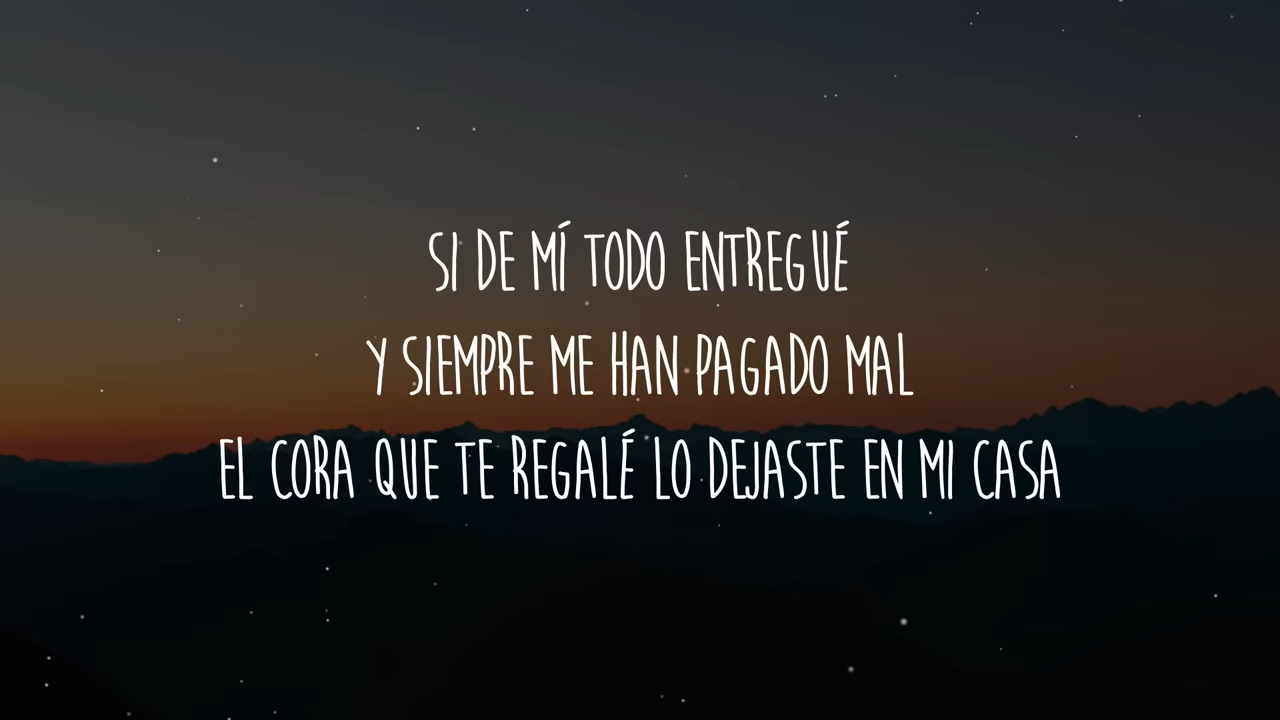 SI DE MÍ TODO ENTREGUÉ
Y SIEMPRE ME HAN PAGADO MAL
EL CORA QUE TE REGALÉ LO DEJASTE EN MI CASA